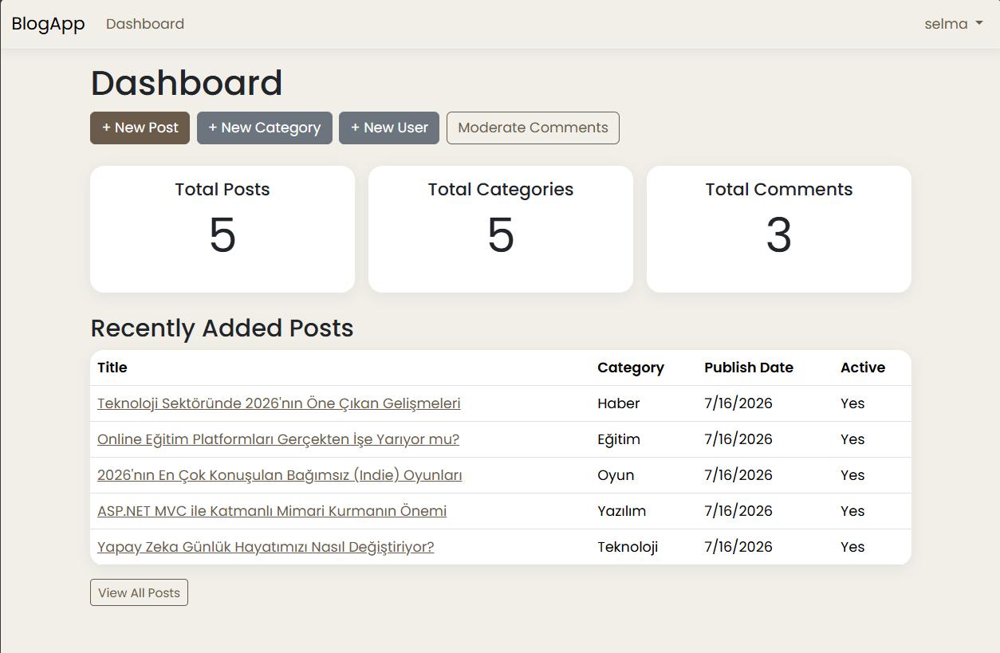 BlogApp Dashboard selma
Dashboard
+ New Post + New Category + New User Moderate Comments
Total Posts Total Categories Total Comments
5 5 3
Recently Added Posts
Title Category Publish Date Active
Teknoloji Sektöründe 2026'nın Öne Çıkan Gelişmeleri Haber 7/16/2026 Yes
Online Eğitim Platformları Gerçekten İşe Yarıyor mu? Eğitim 7/16/2026 Yes
2026'nın En Çok Konuşulan Bağımsız (Indie) Oyunları Oyun 7/16/2026 Yes
ASP.NET MVC ile Katmanlı Mimari Kurmanın Önemi Yazılım 7/16/2026 Yes
Yapay Zeka Günlük Hayatımızı Nasıl Değiştiriyor? Teknoloji 7/16/2026 Yes
View All Posts